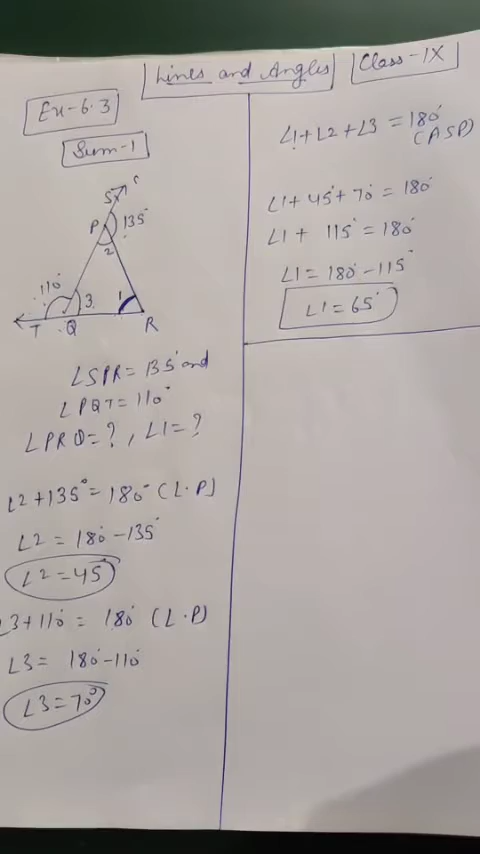 Lines and Angles
Class-IX
Ex-6.3
Sum-1
S
P
135°
2
110°
3
1
T
Q
R
∠SPR = 135° and
∠PQT = 110°
∠PRQ = ?, ∠1 = ?
∠2 + 135° = 180° (L.P)
∠2 = 180° - 135°
∠2 = 45°
∠3 + 110° = 180° (L.P)
∠3 = 180° - 110°
∠3 = 70°
∠1 + ∠2 + ∠3 = 180°
(ASP)
∠1 + 45° + 70° = 180°
∠1 + 115° = 180°
∠1 = 180° - 115°
∠1 = 65°